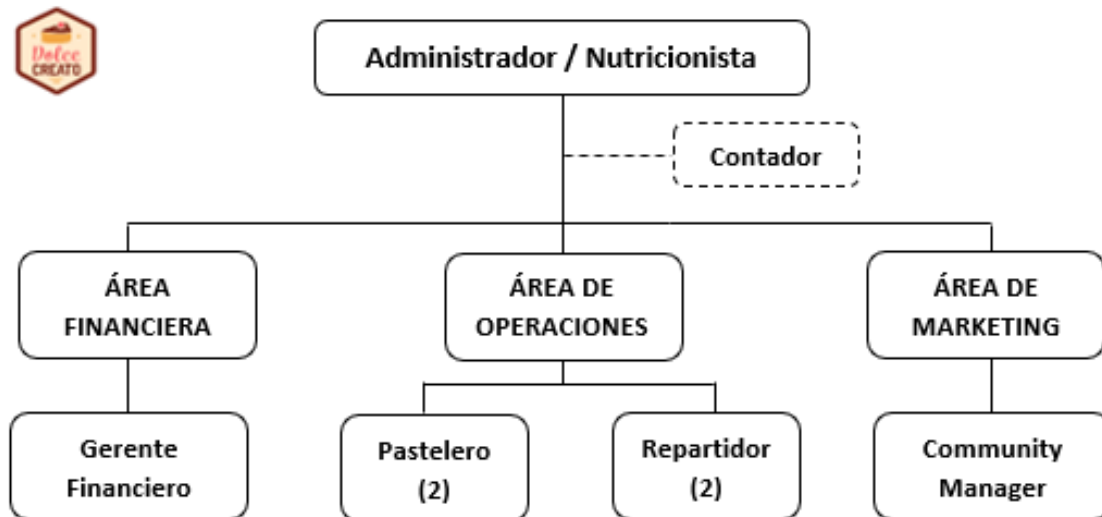 Dolce
CREATO
Administrador / Nutricionista
Contador
ÁREA
FINANCIERA
ÁREA DE
OPERACIONES
ÁREA DE
MARKETING
Gerente
Financiero
Pastelero
(2)
Repartidor
(2)
Community
Manager